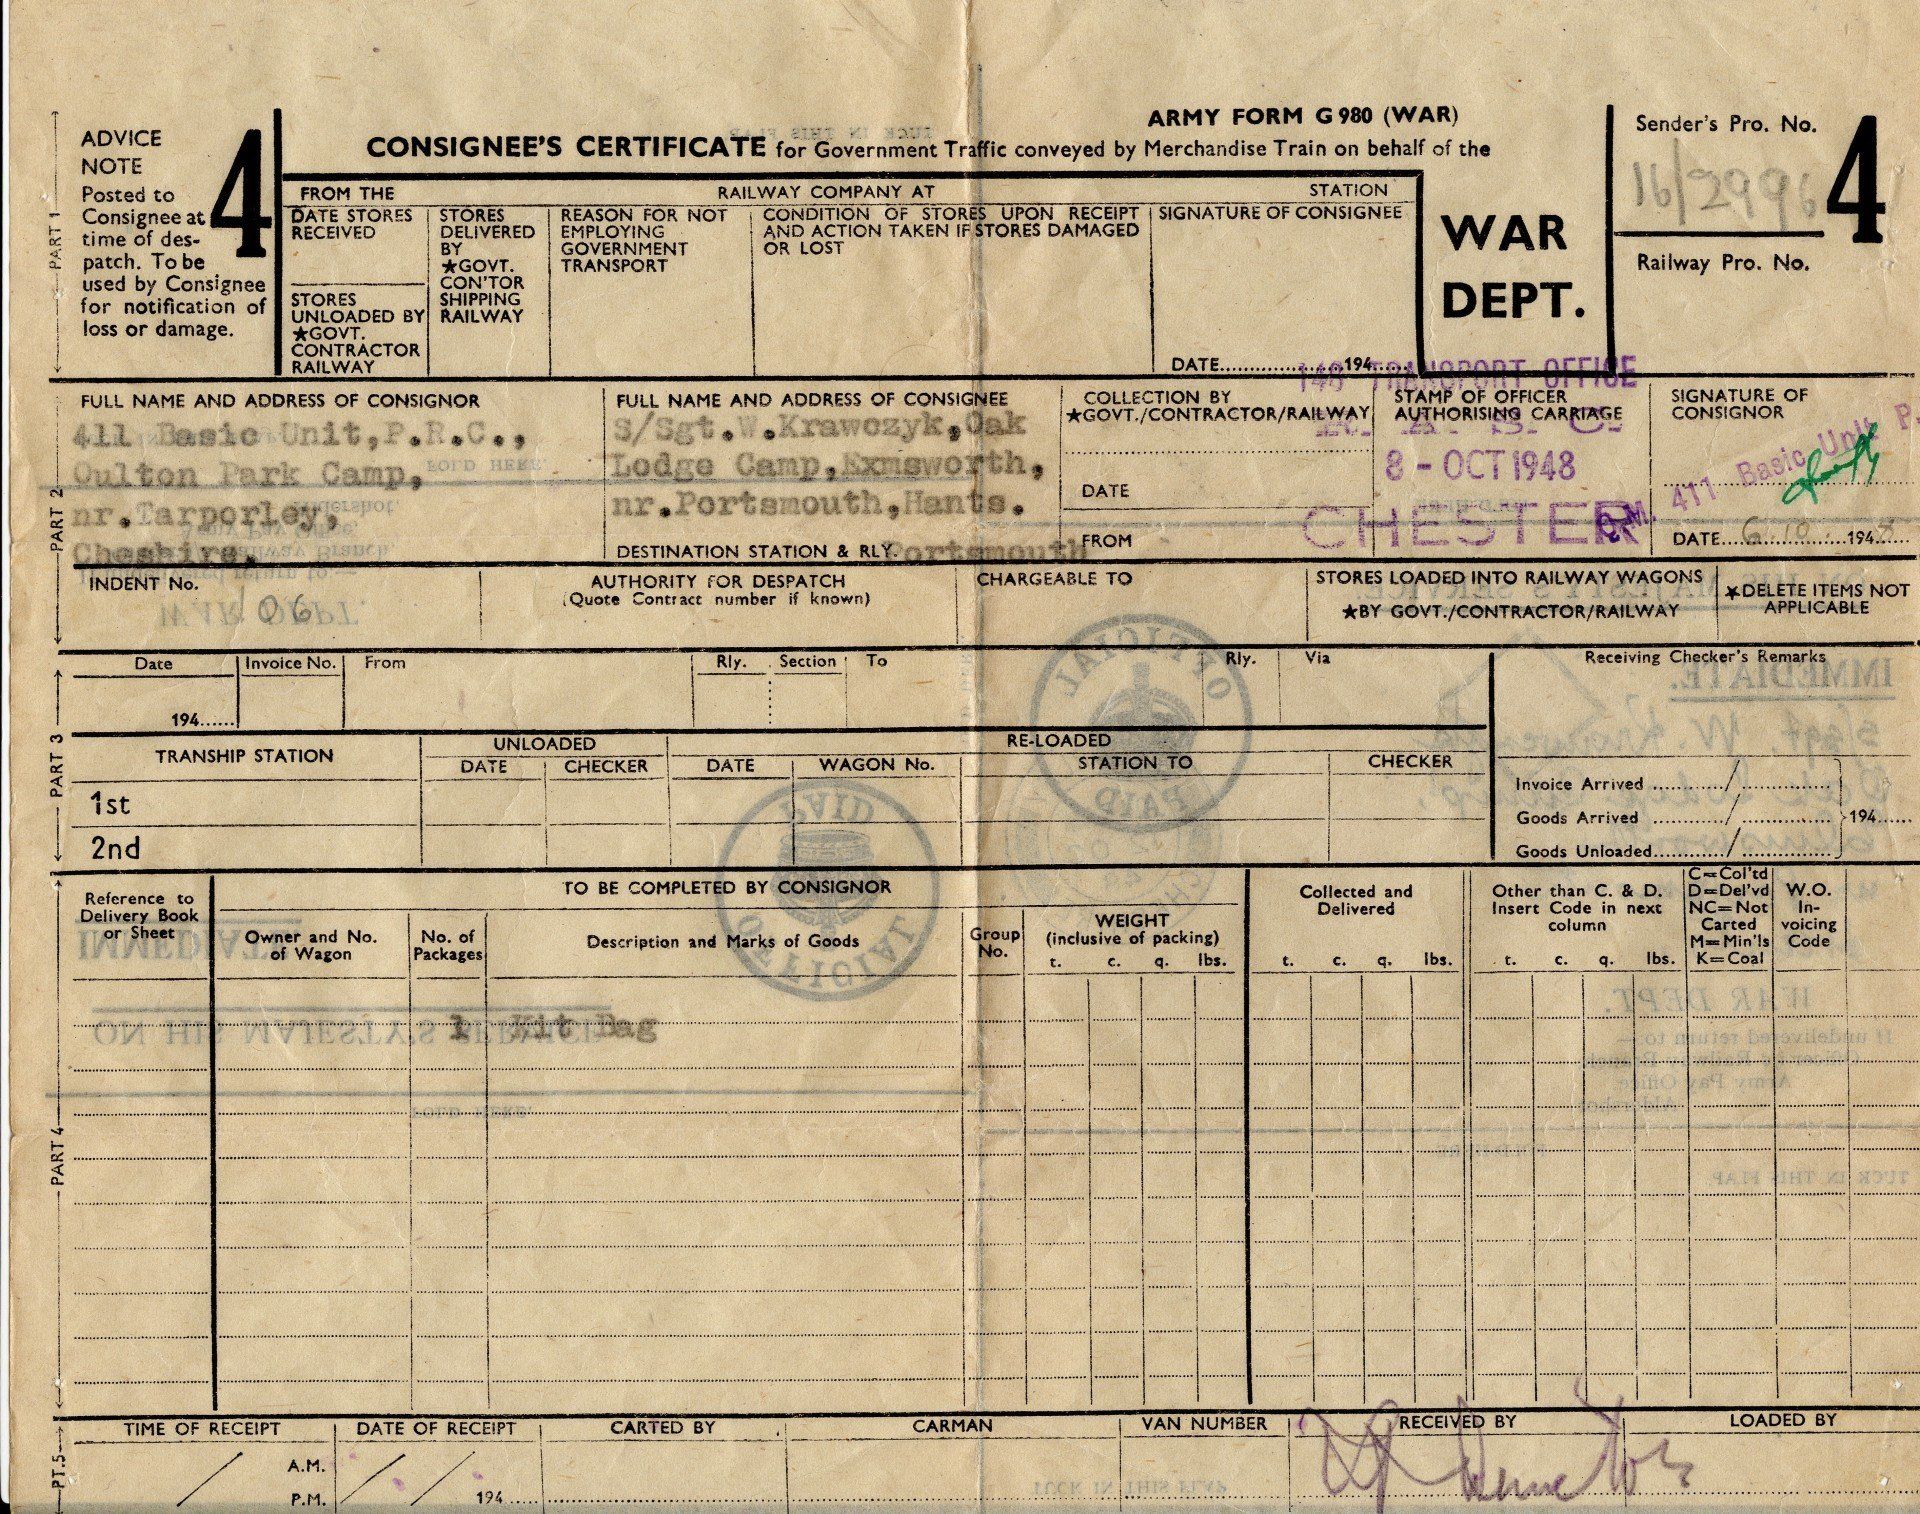 ARMY FORM G 980 (WAR)
CONSIGNEE'S CERTIFICATE for Government Traffic conveyed by Merchandise Train on behalf of the
ADVICE
NOTE
Posted to
Consignee at
time of des-
patch. To be
used by Consignee
for notification of
loss or damage.
4
PART 1
FROM THE RAILWAY COMPANY AT STATION
DATE STORES
RECEIVED
STORES
UNLOADED BY
★GOVT.
CONTRACTOR
RAILWAY
STORES
DELIVERED
BY
★GOVT.
CON'TOR
SHIPPING
RAILWAY
REASON FOR NOT
EMPLOYING
GOVERNMENT
TRANSPORT
CONDITION OF STORES UPON RECEIPT
AND ACTION TAKEN IF STORES DAMAGED
OR LOST
SIGNATURE OF CONSIGNEE
DATE....................194......
WAR
DEPT.
Sender's Pro. No.
16/2996
Railway Pro. No.
4
PART 2
FULL NAME AND ADDRESS OF CONSIGNOR
411 Basic Unit,P.R.C.,
Oulton Park Camp,
nr.Tarporley,
Cheshire.
FULL NAME AND ADDRESS OF CONSIGNEE
S/Sgt.W.Krawczyk,Oak
Lodge Camp,Exmsworth,
nr.Portsmouth,Hants.
DESTINATION STATION & RLY. Portsmouth
COLLECTION BY
★GOVT./CONTRACTOR/RAILWAY
DATE
FROM
STAMP OF OFFICER
AUTHORISING CARRIAGE
TRANSPORT OFFICE
8 - OCT 1948
CHESTER
SIGNATURE OF
CONSIGNOR
411 Basic Unit P.
DATE 6.10. 1948
INDENT No.
06
AUTHORITY FOR DESPATCH
(Quote Contract number if known)
CHARGEABLE TO
STORES LOADED INTO RAILWAY WAGONS
★BY GOVT./CONTRACTOR/RAILWAY
★DELETE ITEMS NOT
APPLICABLE
PART 3
Date
194......
Invoice No.
From
Rly.
Section
To
Rly.
Via
Receiving Checker's Remarks
TRANSHIP STATION
UNLOADED
DATE CHECKER
RE-LOADED
DATE WAGON No. STATION TO CHECKER
1st
2nd
Invoice Arrived ............/...............
Goods Arrived ............/............... 194......
Goods Unloaded............/...............
PART 4
Reference to
Delivery Book
or Sheet
TO BE COMPLETED BY CONSIGNOR
Owner and No.
of Wagon
No. of
Packages
Description and Marks of Goods
Group
No.
WEIGHT
(inclusive of packing)
t. c. q. lbs.
Collected and
Delivered
t. c. q. lbs.
Other than C. & D.
Insert Code in next
column
t. c. q. lbs.
C=Col'td
D=Del'vd
NC=Not
Carted
M=Min'ls
K=Coal
W.O.
In-
voicing
Code
1 Kit Bag
PT.5
TIME OF RECEIPT
A.M.
P.M.
DATE OF RECEIPT
194......
CARTED BY
CARMAN
VAN NUMBER
RECEIVED BY
LOADED BY
OFFICIAL
PAID
OFFICIAL
PAID